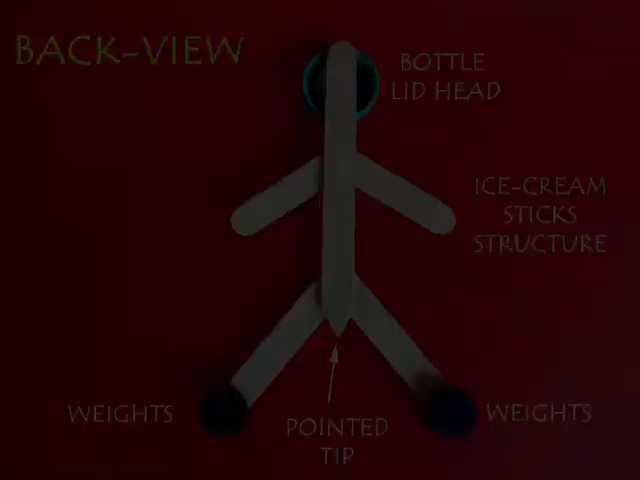 BACK-VIEW
BOTTLE
LID HEAD
ICE-CREAM
STICKS
STRUCTURE
WEIGHTS
POINTED
TIP
WEIGHTS